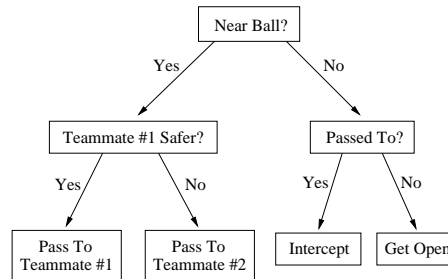 Near Ball?
Yes
No
Teammate #1 Safer?
Passed To?
Yes
No
Yes
No
Pass To
Teammate #1
Pass To
Teammate #2
Intercept
Get Open